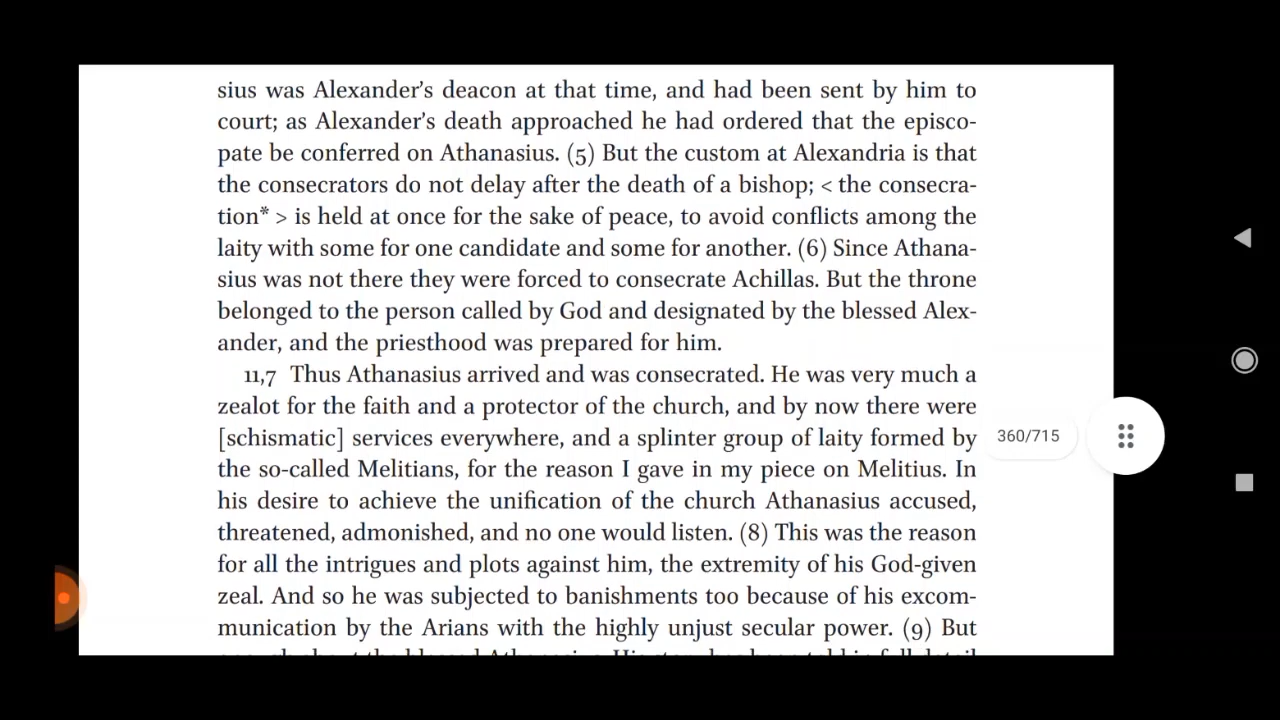 sius was Alexander’s deacon at that time, and had been sent by him to
court; as Alexander’s death approached he had ordered that the episco-
pate be conferred on Athanasius. (5) But the custom at Alexandria is that
the consecrators do not delay after the death of a bishop; < the consecra-
tion* > is held at once for the sake of peace, to avoid conflicts among the
laity with some for one candidate and some for another. (6) Since Athana-
sius was not there they were forced to consecrate Achillas. But the throne
belonged to the person called by God and designated by the blessed Alex-
ander, and the priesthood was prepared for him.
11,7 Thus Athanasius arrived and was consecrated. He was very much a
zealot for the faith and a protector of the church, and by now there were
[schismatic] services everywhere, and a splinter group of laity formed by
the so-called Melitians, for the reason I gave in my piece on Melitius. In
his desire to achieve the unification of the church Athanasius accused,
threatened, admonished, and no one would listen. (8) This was the reason
for all the intrigues and plots against him, the extremity of his God-given
zeal. And so he was subjected to banishments too because of his excom-
munication by the Arians with the highly unjust secular power. (9) But
360/715